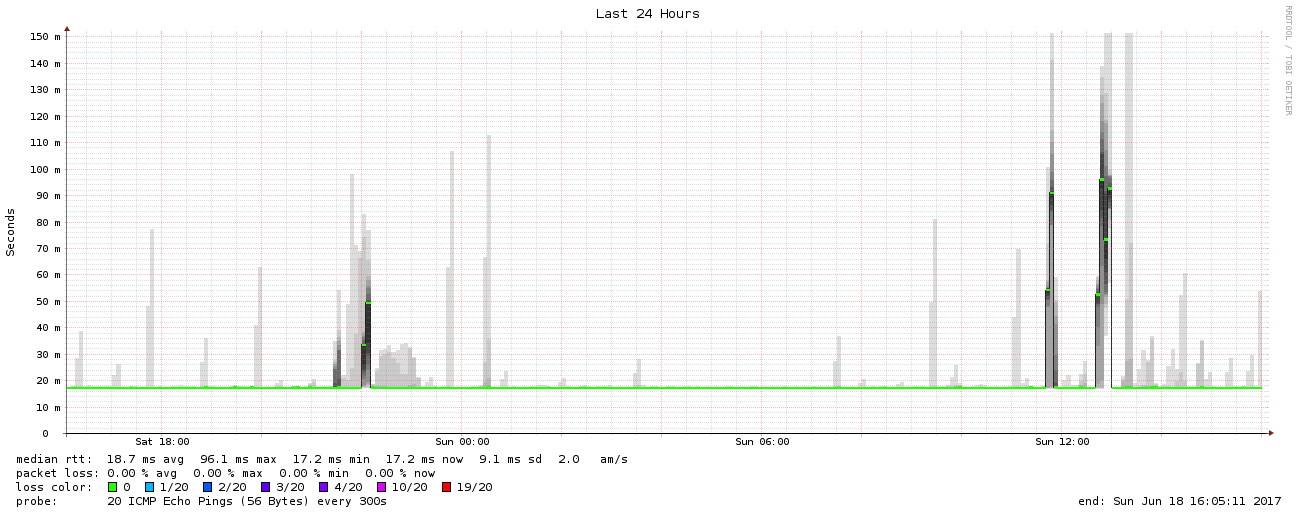 Last 24 Hours
RRDTOOL / TOBI OETIKER
Seconds
150 m
140 m
130 m
120 m
110 m
100 m
90 m
80 m
70 m
60 m
50 m
40 m
30 m
20 m
10 m
0
Sat 18:00 Sun 00:00 Sun 06:00 Sun 12:00
median rtt: 18.7 ms avg 96.1 ms max 17.2 ms min 17.2 ms now 9.1 ms sd 2.0 am/s
packet loss: 0.00 % avg 0.00 % max 0.00 % min 0.00 % now
loss color: 0 1/20 2/20 3/20 4/20 10/20 19/20
probe: 20 ICMP Echo Pings (56 Bytes) every 300s end: Sun Jun 18 16:05:11 2017